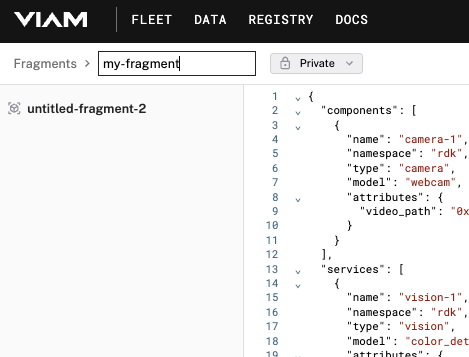 VIAM FLEET DATA REGISTRY DOCS
Fragments > my-fragment Private
untitled-fragment-2
1 {
2 "components": [
3 {
4 "name": "camera-1",
5 "namespace": "rdk",
6 "type": "camera",
7 "model": "webcam",
8 "attributes": {
9 "video_path": "0x
10 }
11 }
12 ],
13 "services": [
14 {
15 "name": "vision-1",
16 "namespace": "rdk",
17 "type": "vision",
18 "model": "color_det
19 "attributes": {